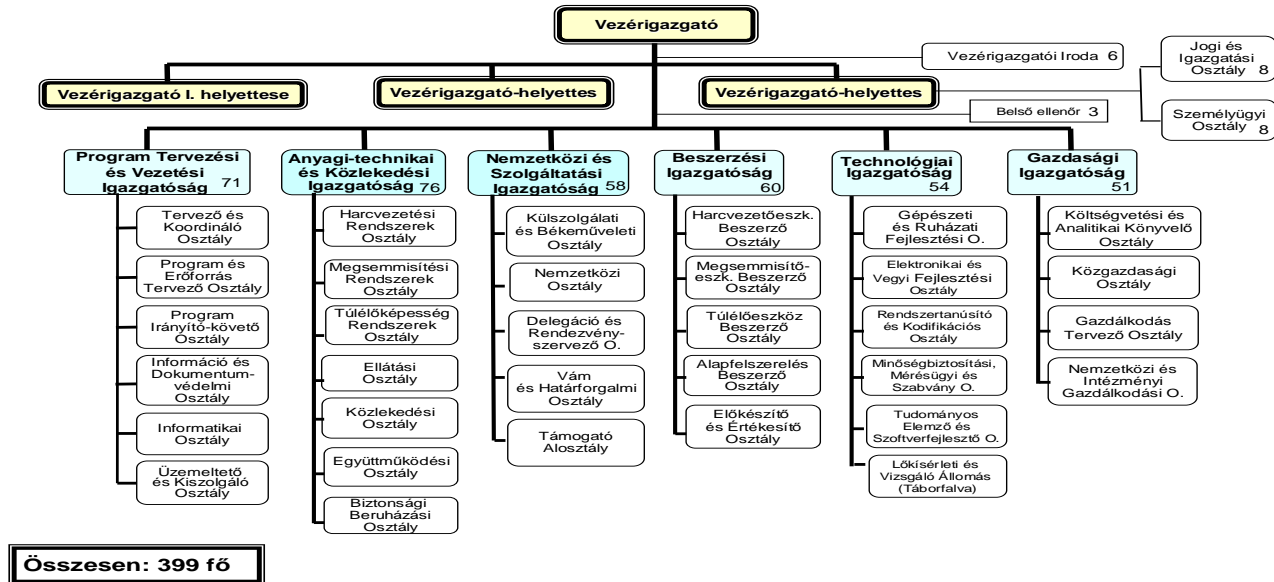 Vezérigazgató
Vezérigazgatói Iroda 6
Jogi és
Igazgatási
Osztály 8
Vezérigazgató I. helyettese
Vezérigazgató-helyettes
Vezérigazgató-helyettes
Belső ellenőr 3
Személyügyi
Osztály 8
Program Tervezési
és Vezetési
Igazgatóság 71
Anyagi-technikai
és Közlekedési
Igazgatóság 76
Nemzetközi és
Szolgáltatási
Igazgatóság 58
Beszerzési
Igazgatóság
60
Technológiai
Igazgatóság
54
Gazdasági
Igazgatóság
51
Tervező és
Koordináló
Osztály
Program és
Erőforrás
Tervező Osztály
Program
Irányító-követő
Osztály
Információ és
Dokumentum-
védelmi
Osztály
Informatikai
Osztály
Üzemeltető
és Kiszolgáló
Osztály
Harcvezetési
Rendszerek
Osztály
Megsemmisítési
Rendszerek
Osztály
Túlélőképesség
Rendszerek
Osztály
Ellátási
Osztály
Közlekedési
Osztály
Együttműködési
Osztály
Biztonsági
Beruházási
Osztály
Külszolgálati
és Békeműveleti
Osztály
Nemzetközi
Osztály
Delegáció és
Rendezvény-
szervező O.
Vám
és Határforgalmi
Osztály
Támogató
Alosztály
Harcvezetőeszk.
Beszerző
Osztály
Megsemmisítő-
eszk. Beszerző
Osztály
Túlélőeszköz
Beszerző
Osztály
Alapfelszerelés
Beszerző
Osztály
Előkészítő
és Értékesítő
Osztály
Gépészeti
és Ruházati
Fejlesztési O.
Elektronikai és
Vegyi Fejlesztési
Osztály
Rendszertanúsító
és Kodifikációs
Osztály
Minőségbiztosítási,
Mérésügyi és
Szabvány O.
Tudományos
Elemző és
Szoftverfejlesztő O.
Lőkísérleti és
Vizsgáló Állomás
(Táborfalva)
Költségvetési és
Analitikai Könyvelő
Osztály
Közgazdasági
Osztály
Gazdálkodás
Tervező Osztály
Nemzetközi és
Intézményi
Gazdálkodási O.
Összesen: 399 fő